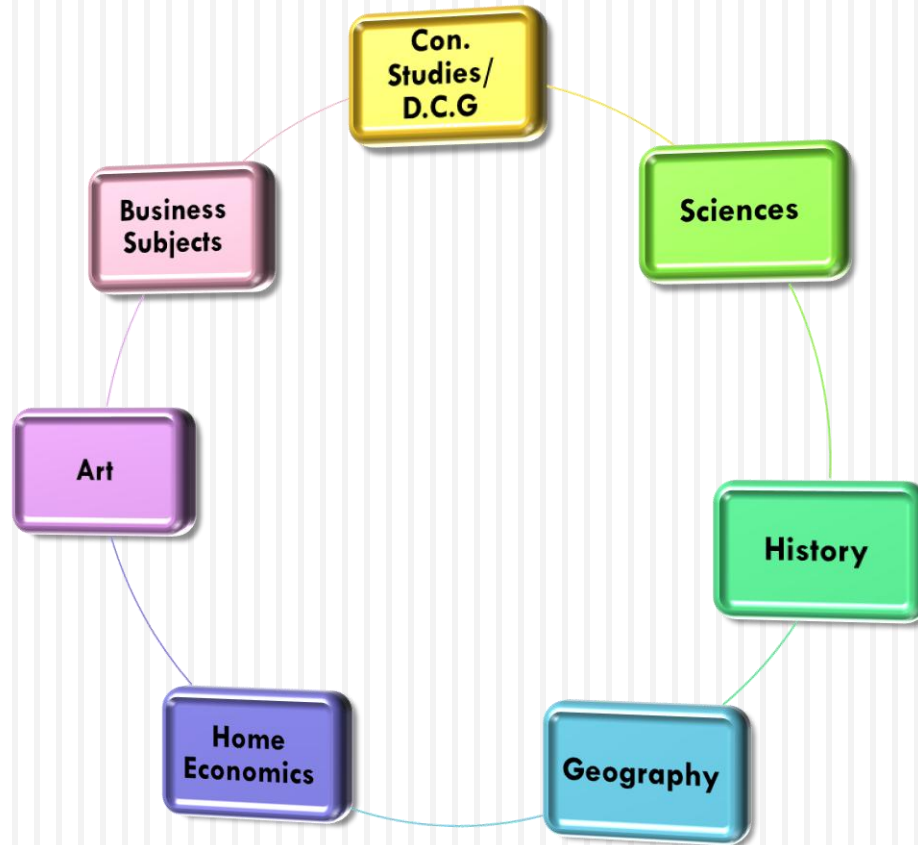 Con.
Studies/
D.C.G
Sciences
History
Geography
Home
Economics
Art
Business
Subjects